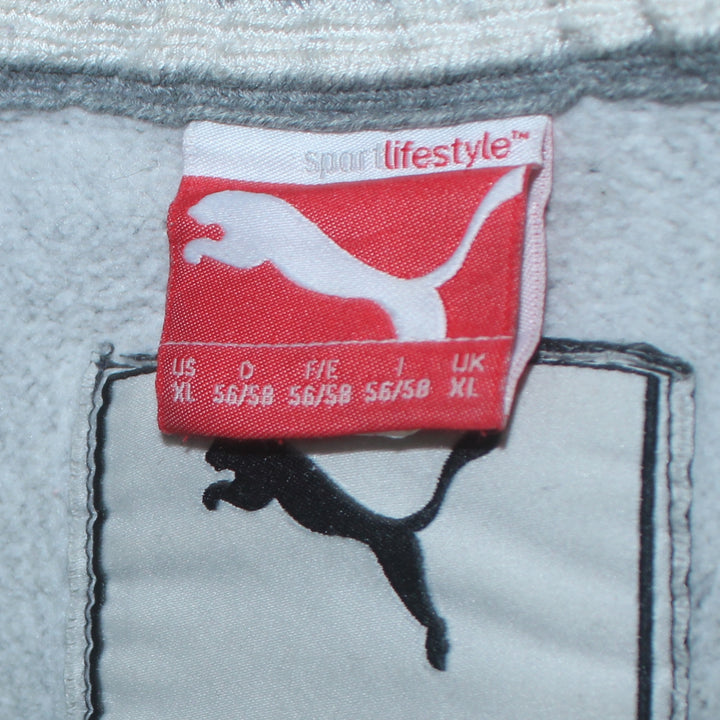 sportlifestyle™
US D F/E I UK
XL 56/58 56/58 56/58 XL